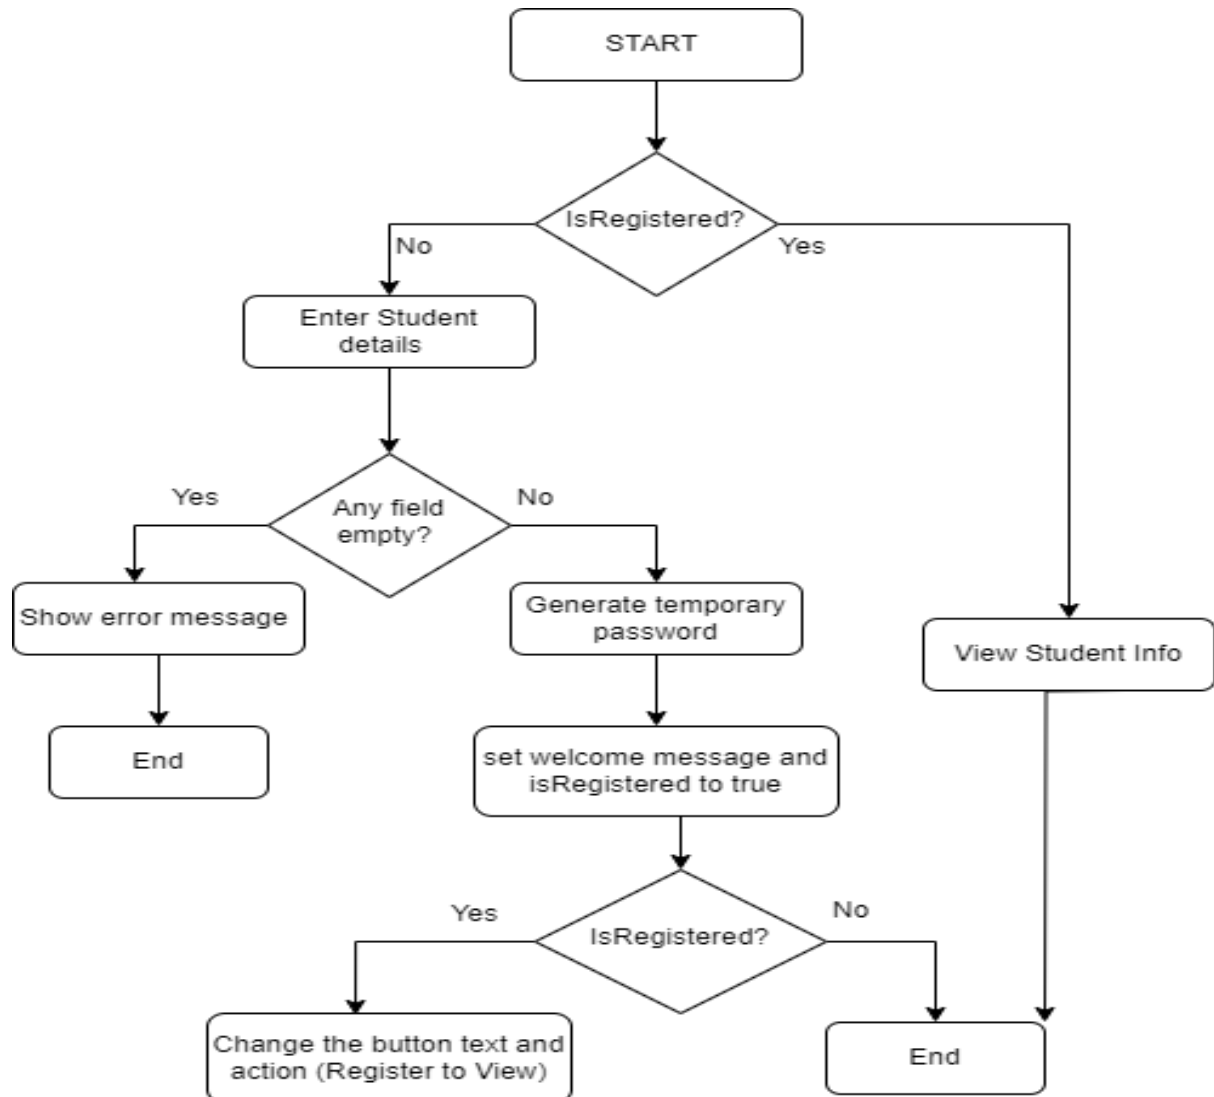 START
IsRegistered?
No
Yes
Enter Student
details
Yes
No
Any field
empty?
Show error message
Generate temporary
password
View Student Info
End
set welcome message and
isRegistered to true
Yes
No
IsRegistered?
Change the button text and
action (Register to View)
End